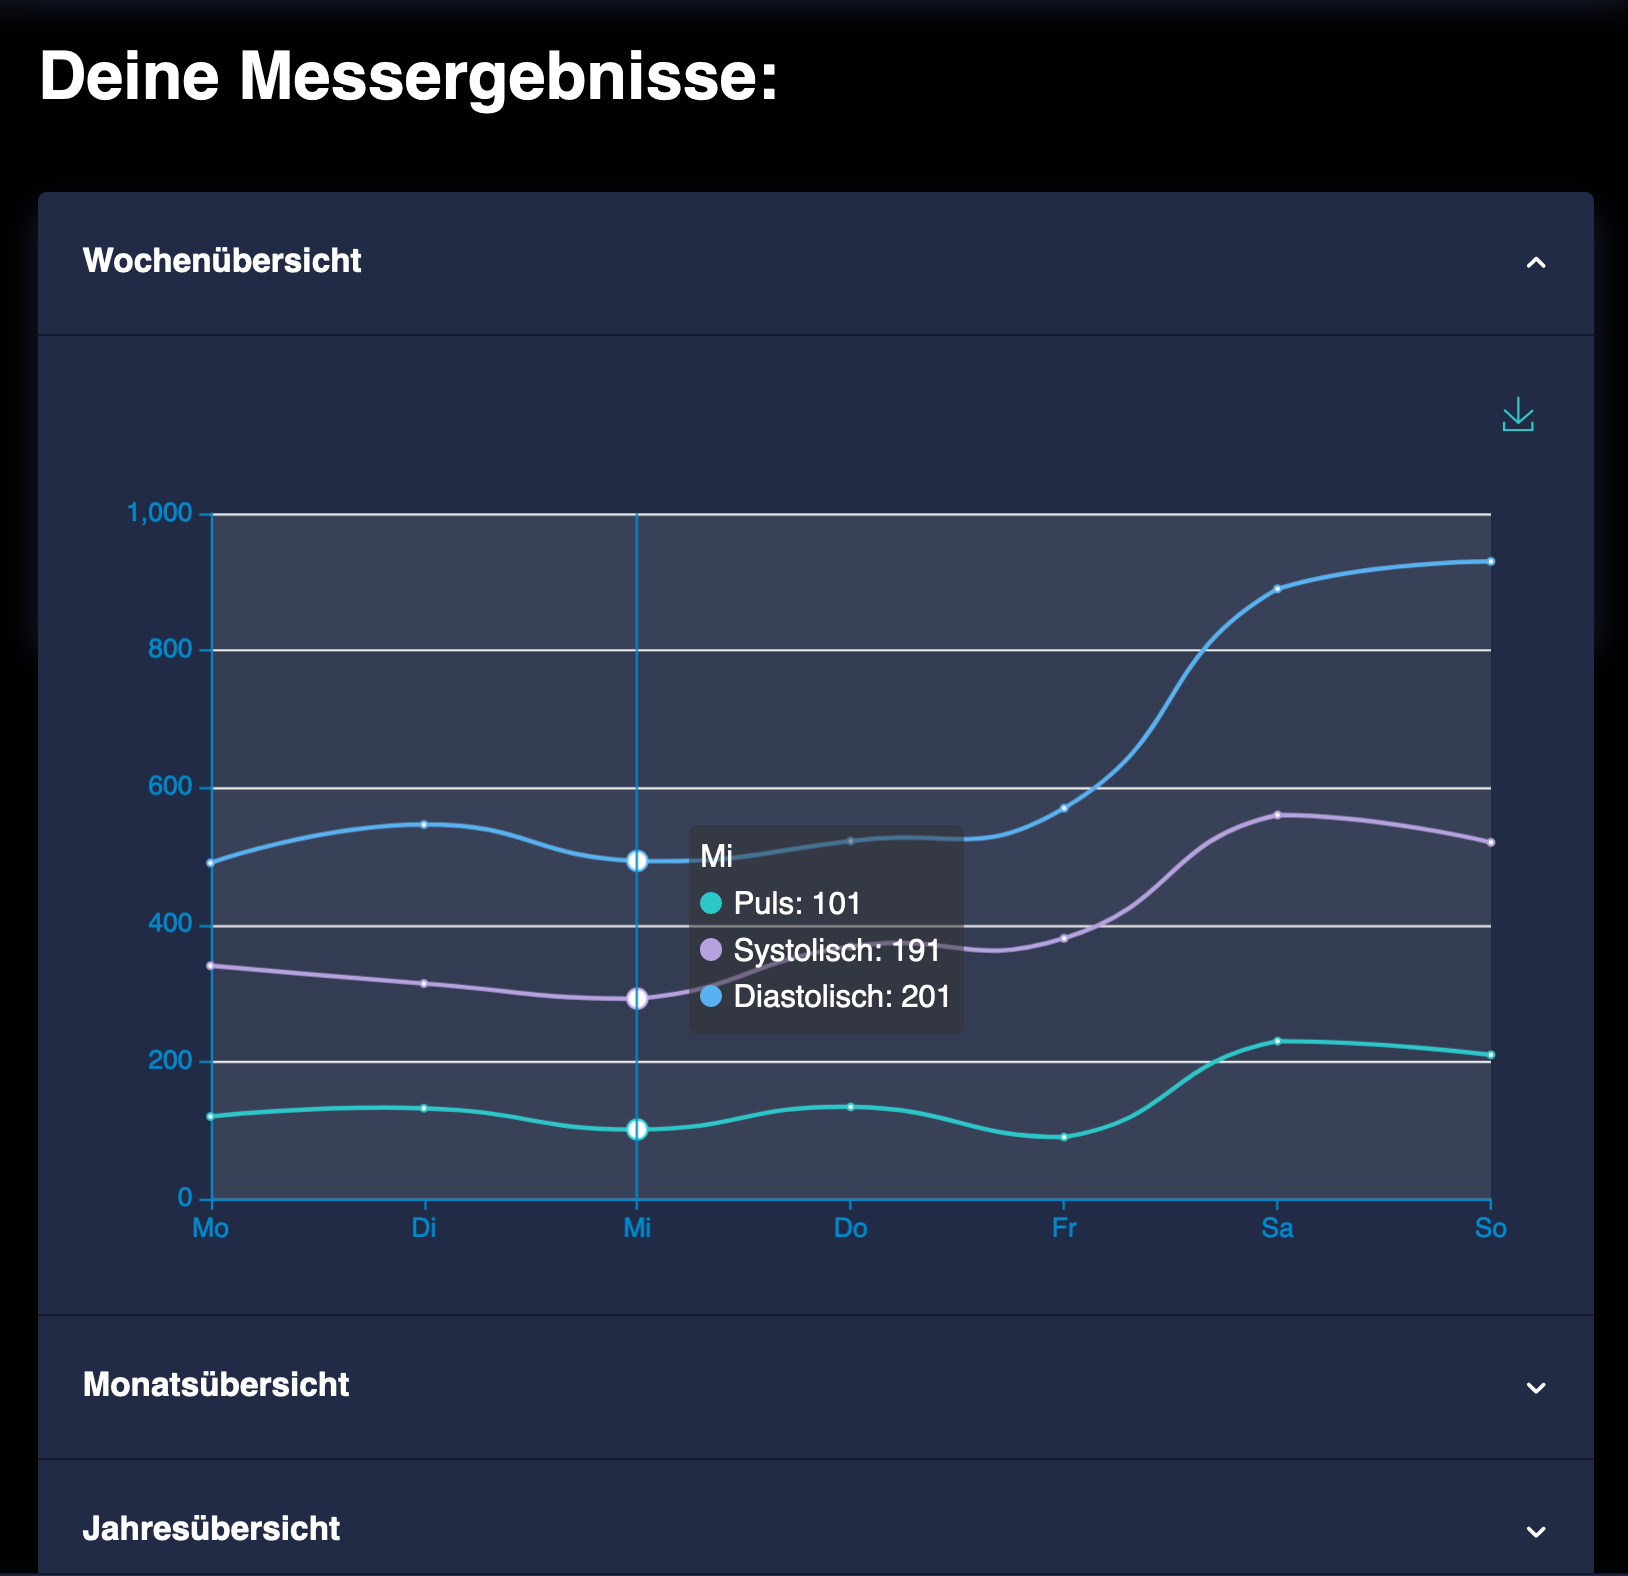 Deine Messergebnisse:
Wochenübersicht
1,000
800
600
400
200
0
Mi
Puls: 101
Systolisch: 191
Diastolisch: 201
Mo Di Mi Do Fr Sa So
Monatsübersicht
Jahresübersicht